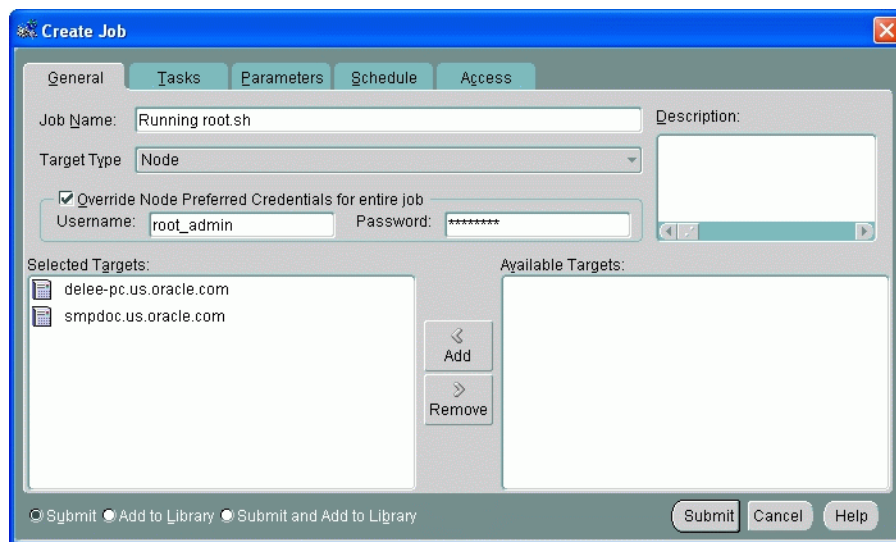 Create Job
General Tasks Parameters Schedule Access
Job Name: Running root.sh
Description:
Target Type Node
Override Node Preferred Credentials for entire job
Username: root_admin Password: ********
Selected Targets:
Available Targets:
delee-pc.us.oracle.com
smpdoc.us.oracle.com
Add
Remove
Submit Add to Library Submit and Add to Library
Submit Cancel Help